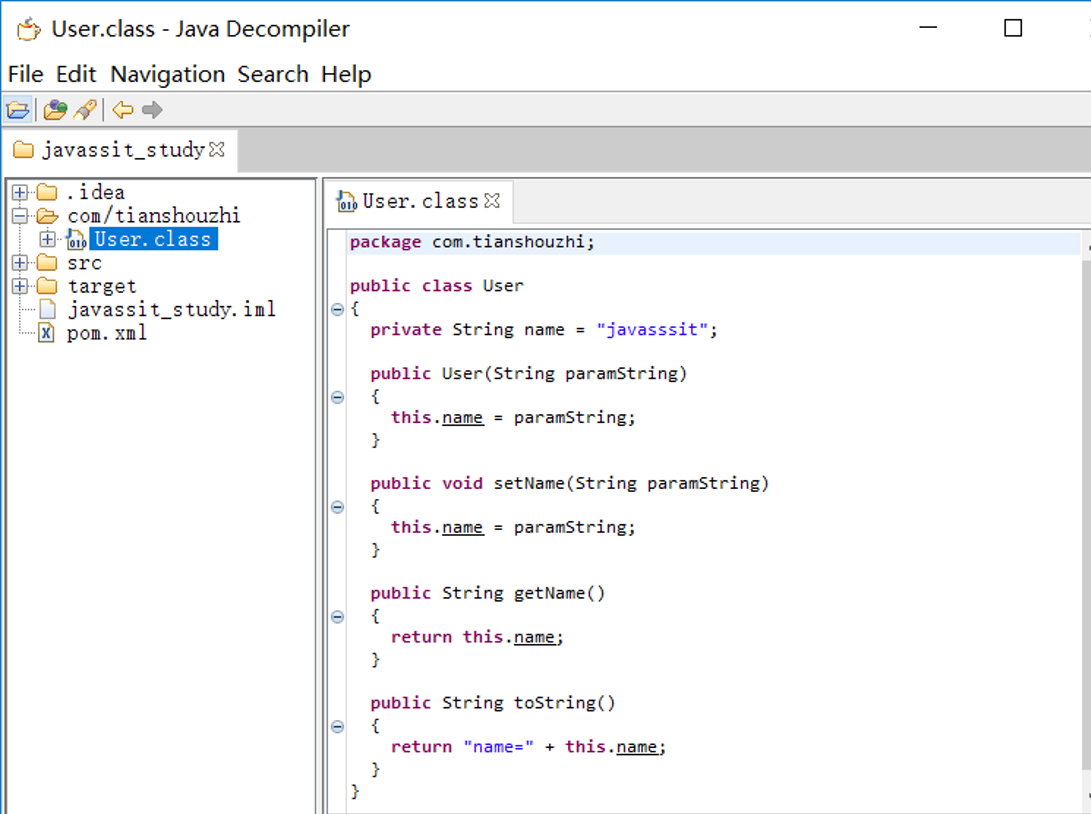 User.class - Java Decompiler
File Edit Navigation Search Help
javassit_study
.idea
com/tianshouzhi
User.class
src
target
javassit_study.iml
pom.xml
User.class
package com.tianshouzhi;
public class User
{
private String name = "javasssit";
public User(String paramString)
{
this.name = paramString;
}
public void setName(String paramString)
{
this.name = paramString;
}
public String getName()
{
return this.name;
}
public String toString()
{
return "name=" + this.name;
}
}